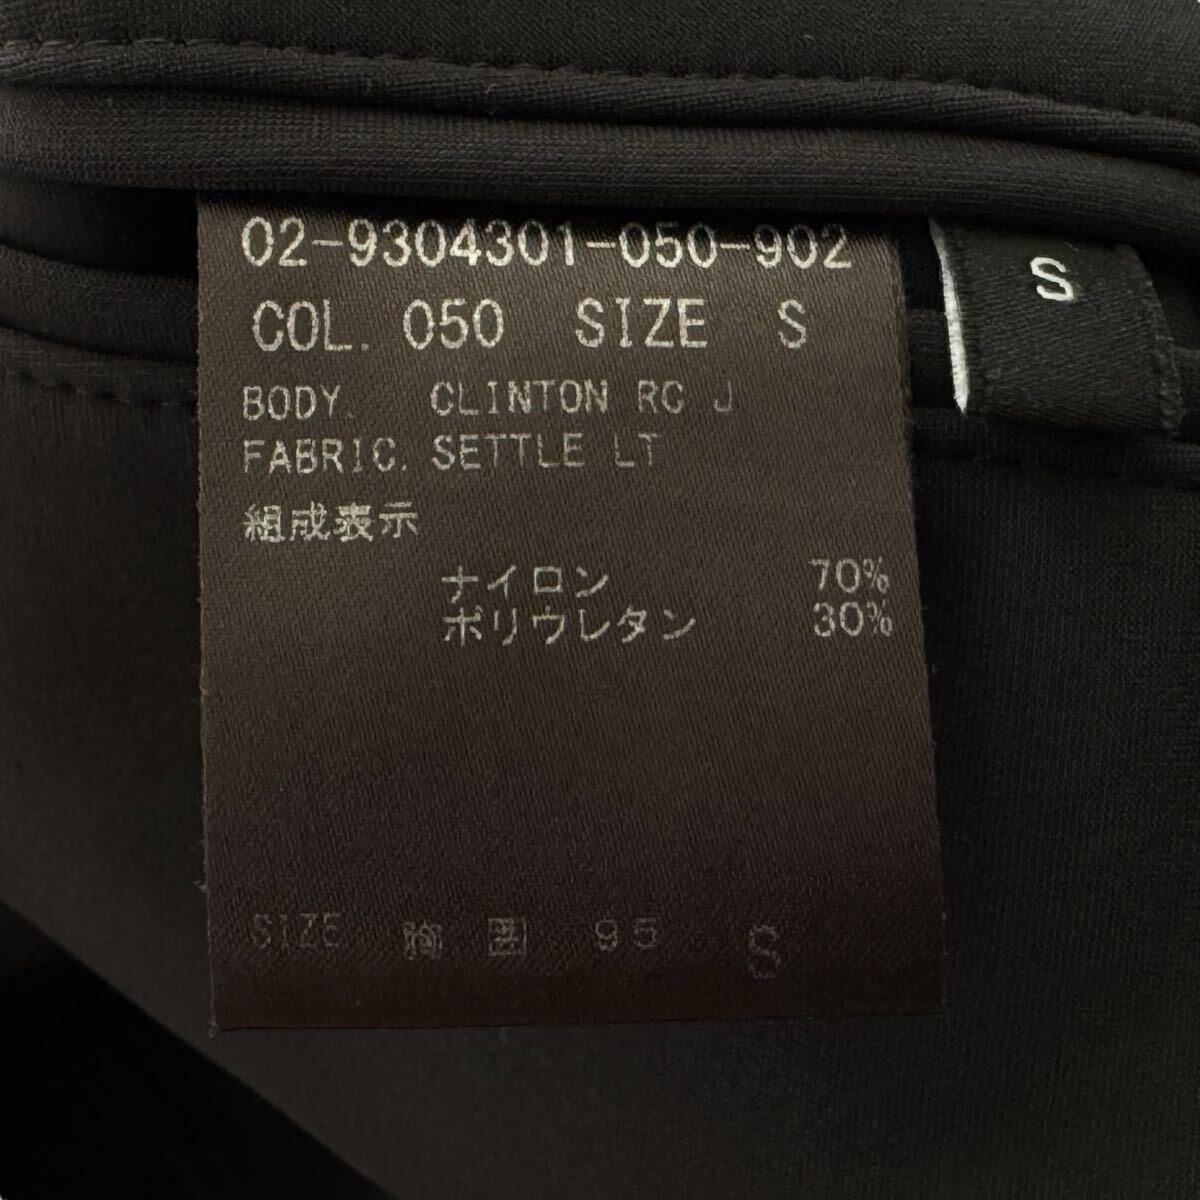 02-9304301-050-902
COL. 050 SIZE S
BODY. CLINTON RG J
FABRIC. SETTLE LT
組成表示
ナイロン 70%
ポリウレタン 30%
SIZE 胸囲 95 S
S